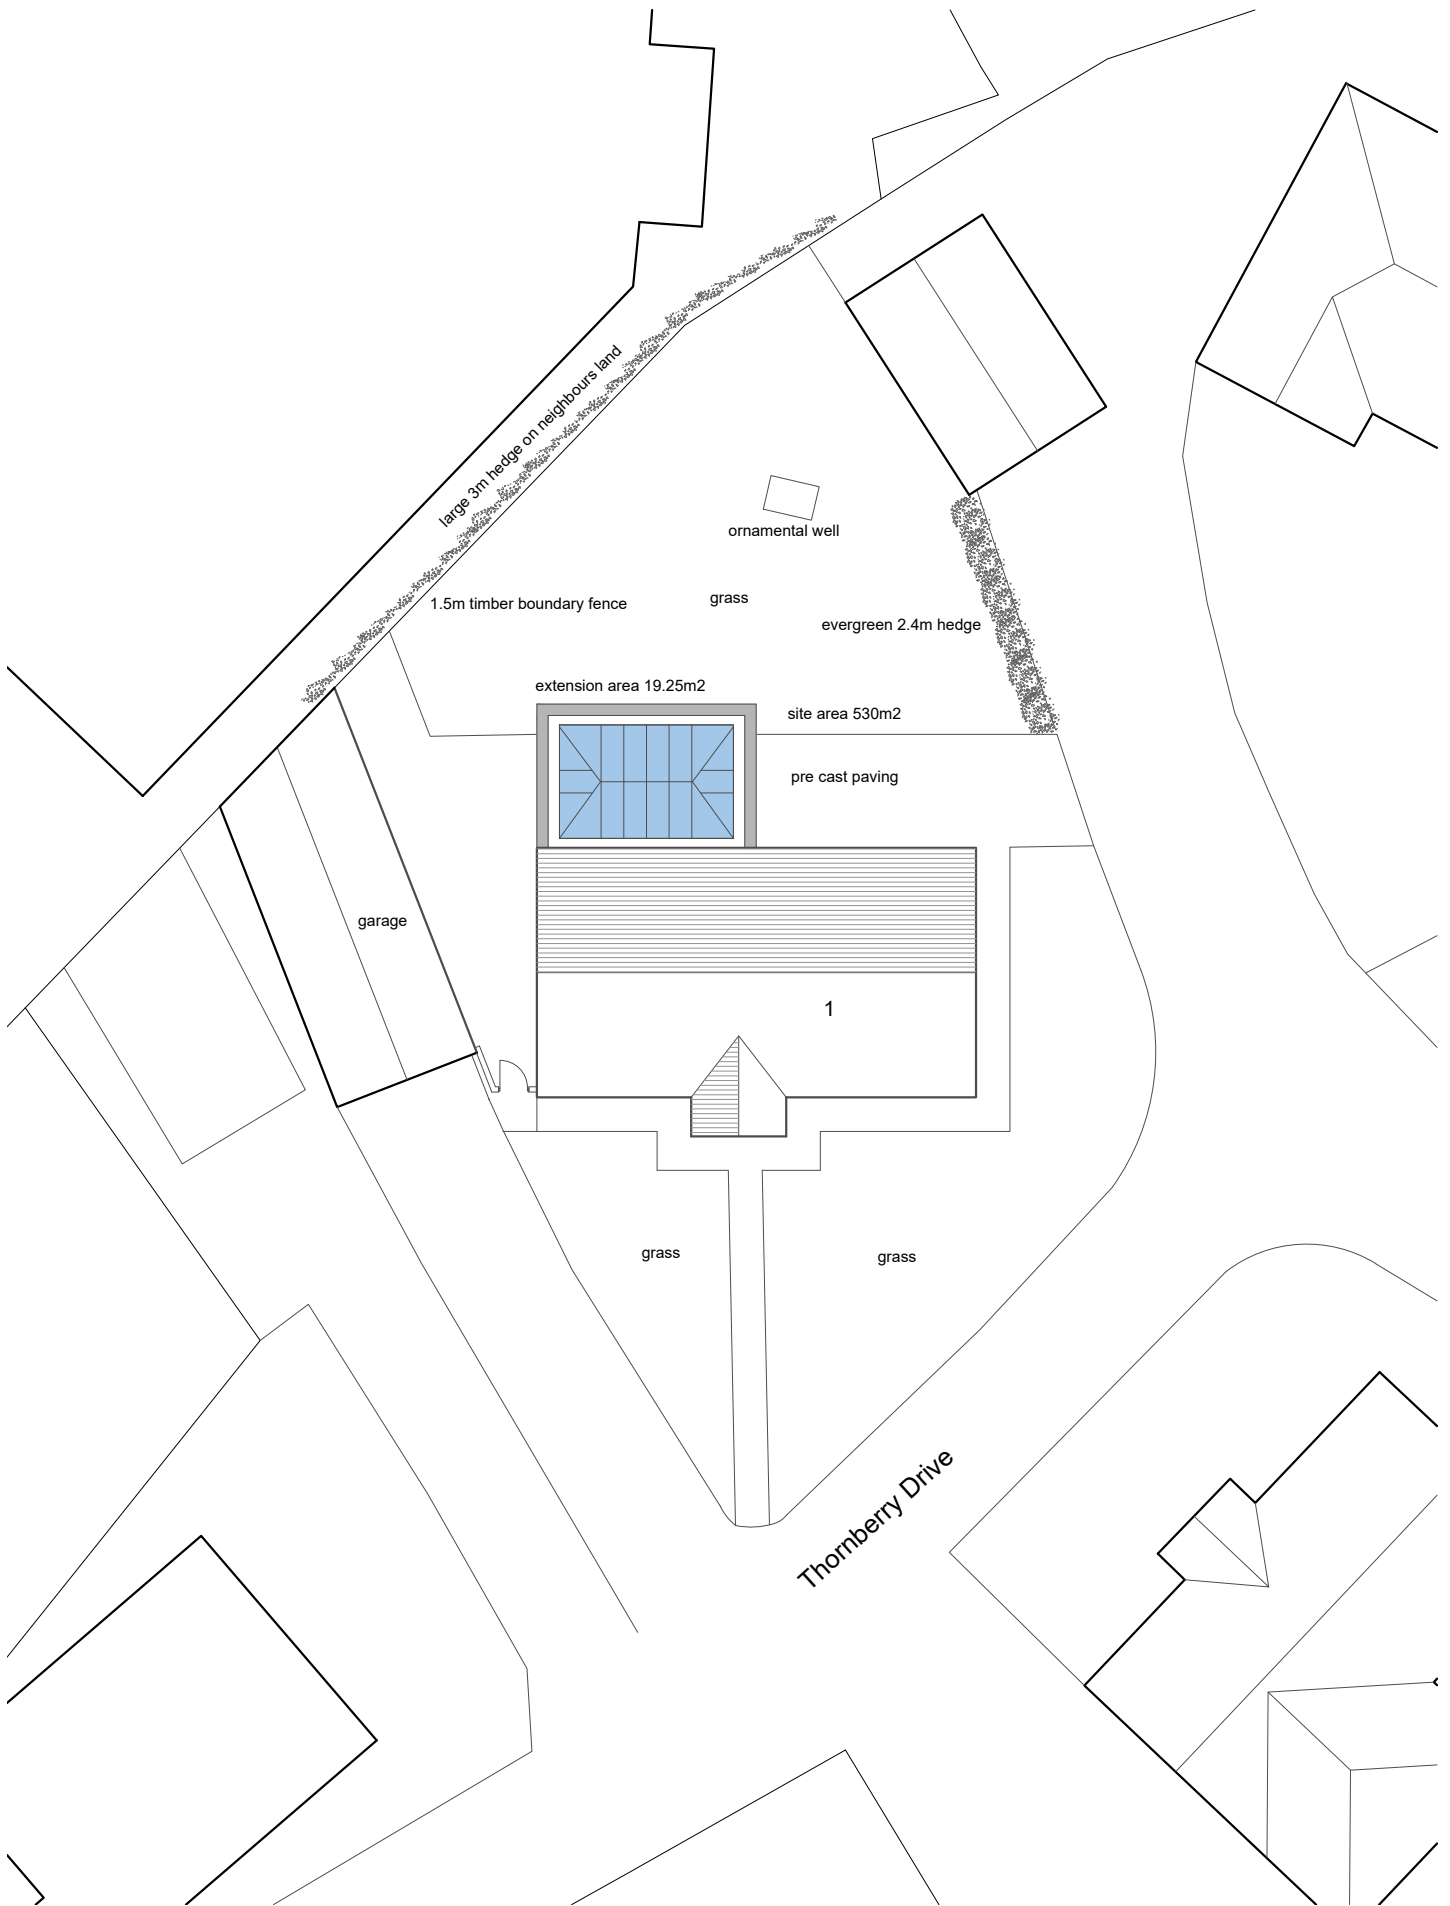 large 3m hedge on neighbours land
ornamental well
1.5m timber boundary fence
grass
evergreen 2.4m hedge
extension area 19.25m2
site area 530m2
pre cast paving
garage
1
grass
grass
Thornberry Drive